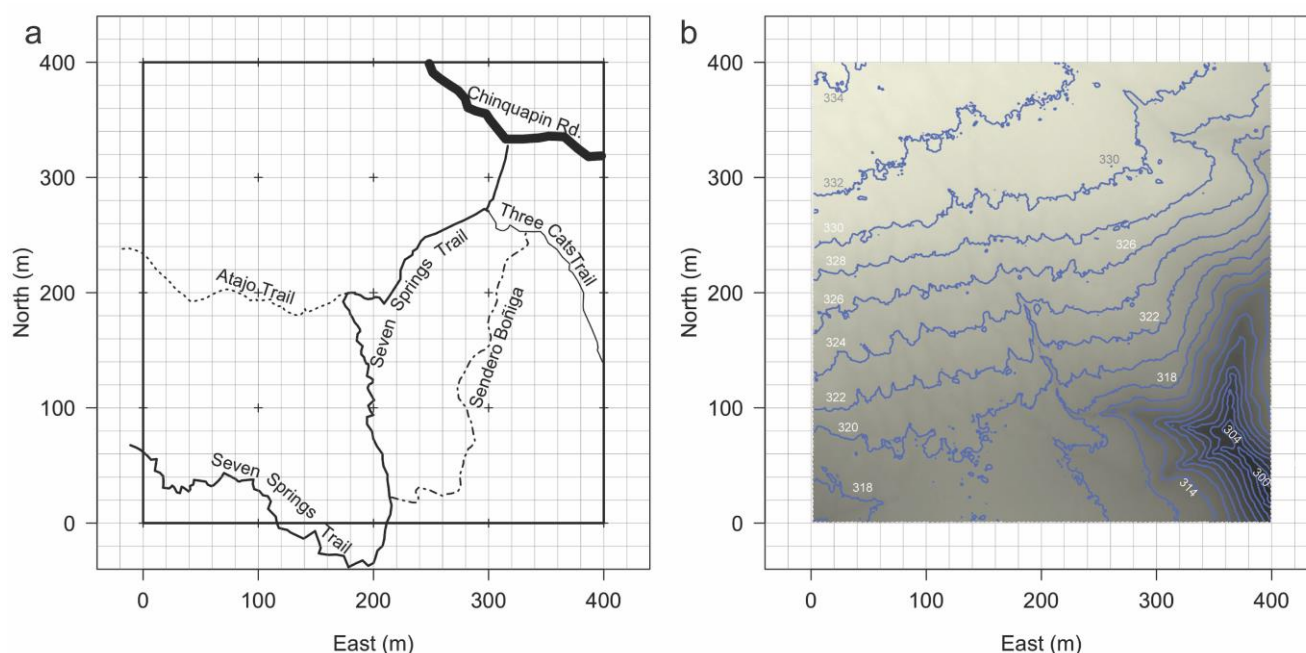 a
400
300
200
100
0
North (m)
0 100 200 300 400
East (m)
Chinquapin Rd.
Three CatsTrail
Seven Springs Trail
Atajo Trail
Sendero Boñiga
Seven Springs Trail
b
400
300
200
100
0
North (m)
0 100 200 300 400
East (m)
334
332
330
330
328
326
326
324
322
322
320
318
318
314
304
300